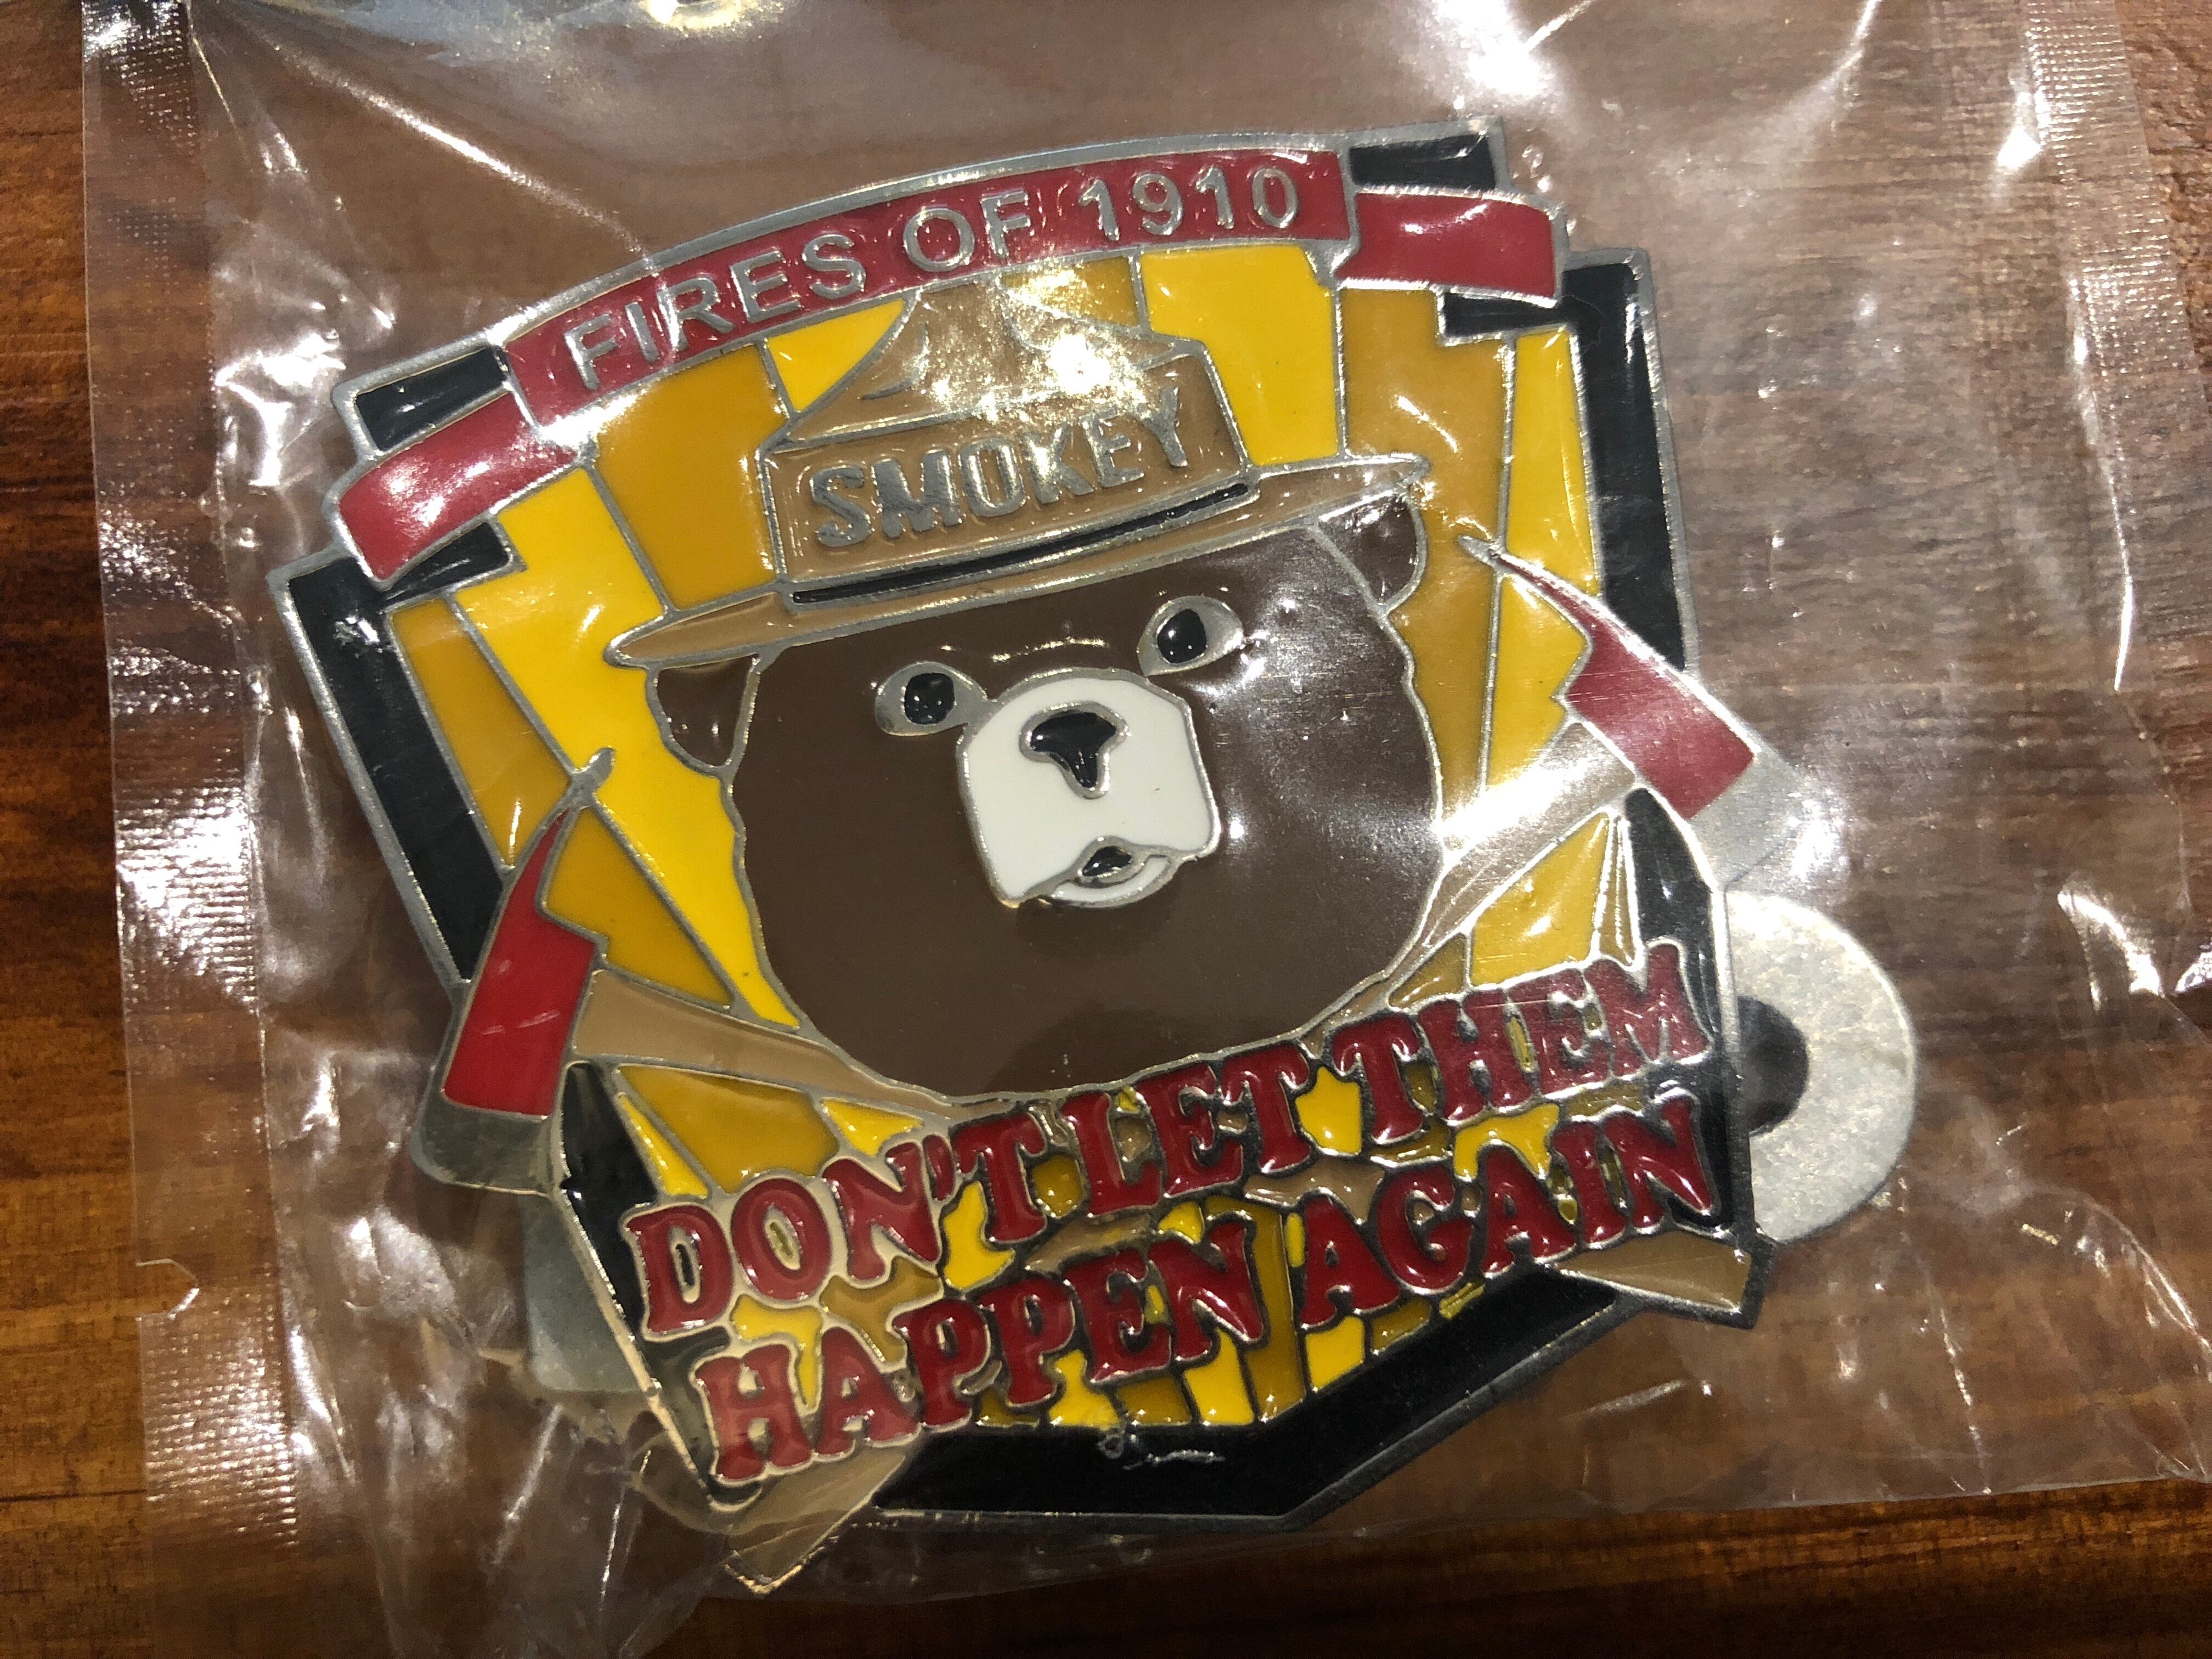 FIRES OF 1910
SMOKEY
DON'T LET THEM
HAPPEN AGAIN